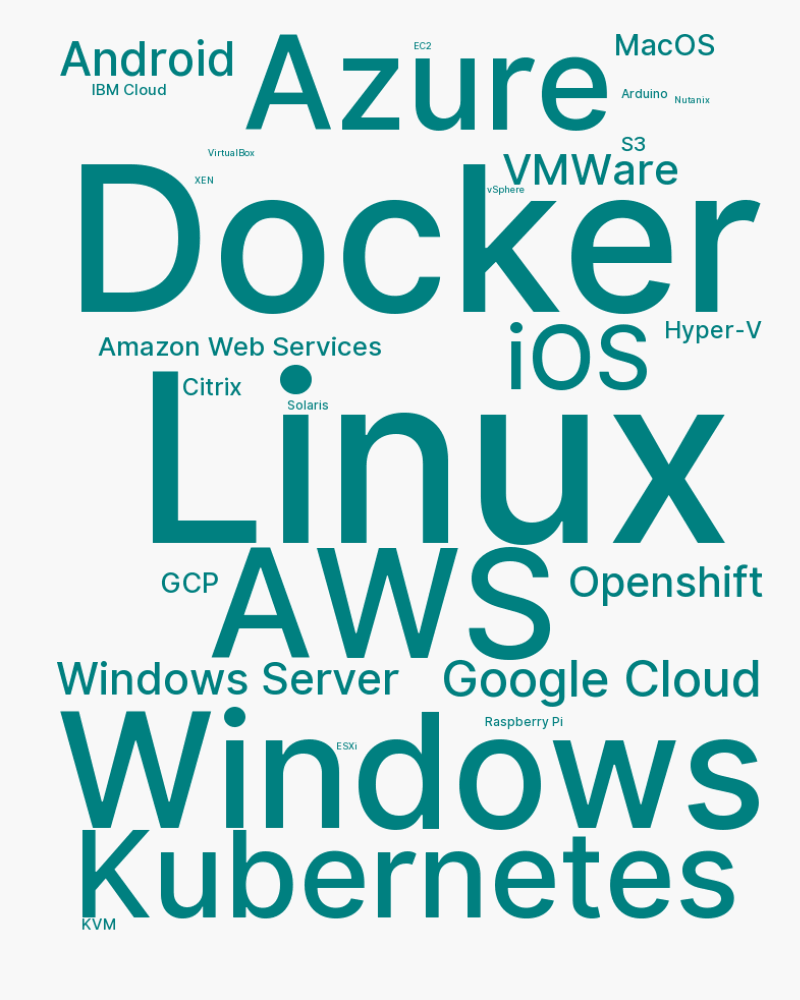 Android
Azure
EC2
MacOS
IBM Cloud
Arduino
Nutanix
VirtualBox
S3
VMWare
XEN
vSphere
Docker
Hyper-V
iOS
Amazon Web Services
Citrix
Solaris
Linux
GCP
AWS
Openshift
Windows Server
Google Cloud
Raspberry Pi
ESXi
Windows
Kubernetes
KVM